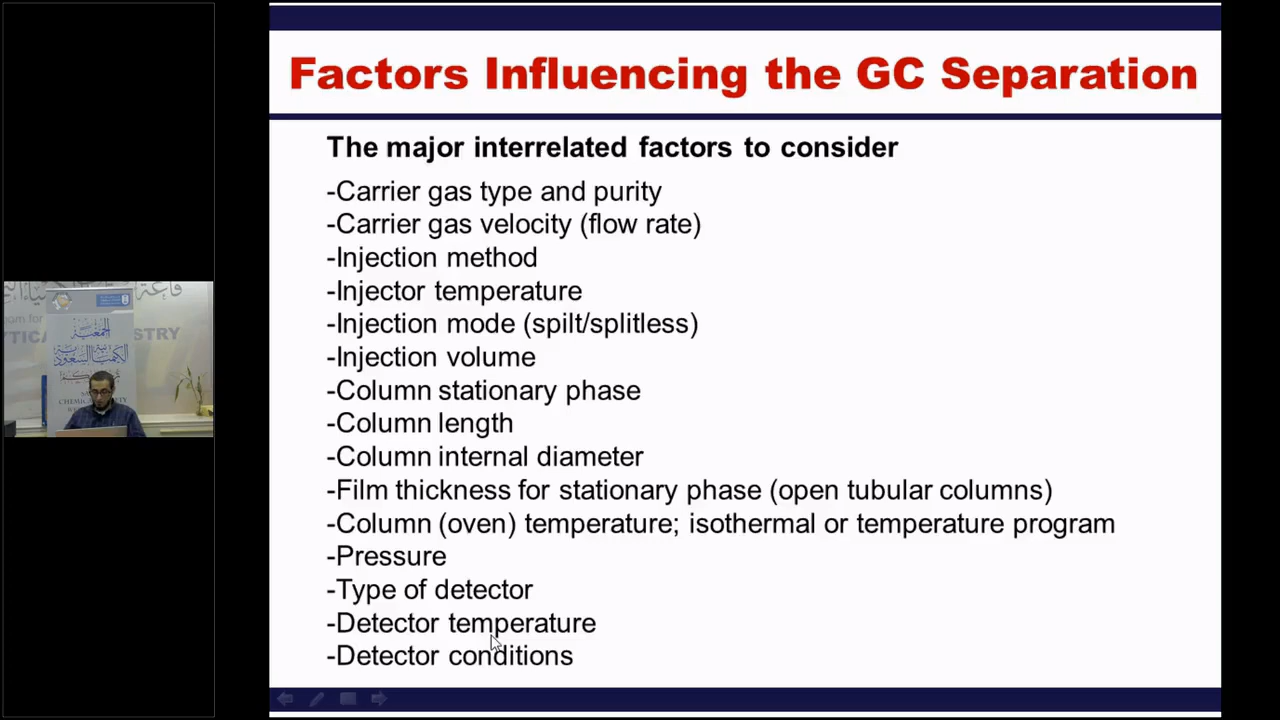 Factors Influencing the GC Separation
The major interrelated factors to consider
-Carrier gas type and purity
-Carrier gas velocity (flow rate)
-Injection method
-Injector temperature
-Injection mode (spilt/splitless)
-Injection volume
-Column stationary phase
-Column length
-Column internal diameter
-Film thickness for stationary phase (open tubular columns)
-Column (oven) temperature; isothermal or temperature program
-Pressure
-Type of detector
-Detector temperature
-Detector conditions
الجمعية
الكيميائية السعودية